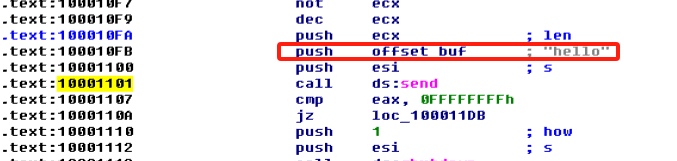 .text:100010F7 not ecx
.text:100010F9 dec ecx
.text:100010FA push ecx ; len
.text:100010FB push offset buf ; "hello"
.text:10001100 push esi ; s
.text:10001101 call ds:send
.text:10001107 cmp eax, 0FFFFFFFFh
.text:1000110A jz loc_100011DB
.text:10001110 push 1 ; how
.text:10001112 push esi ; s